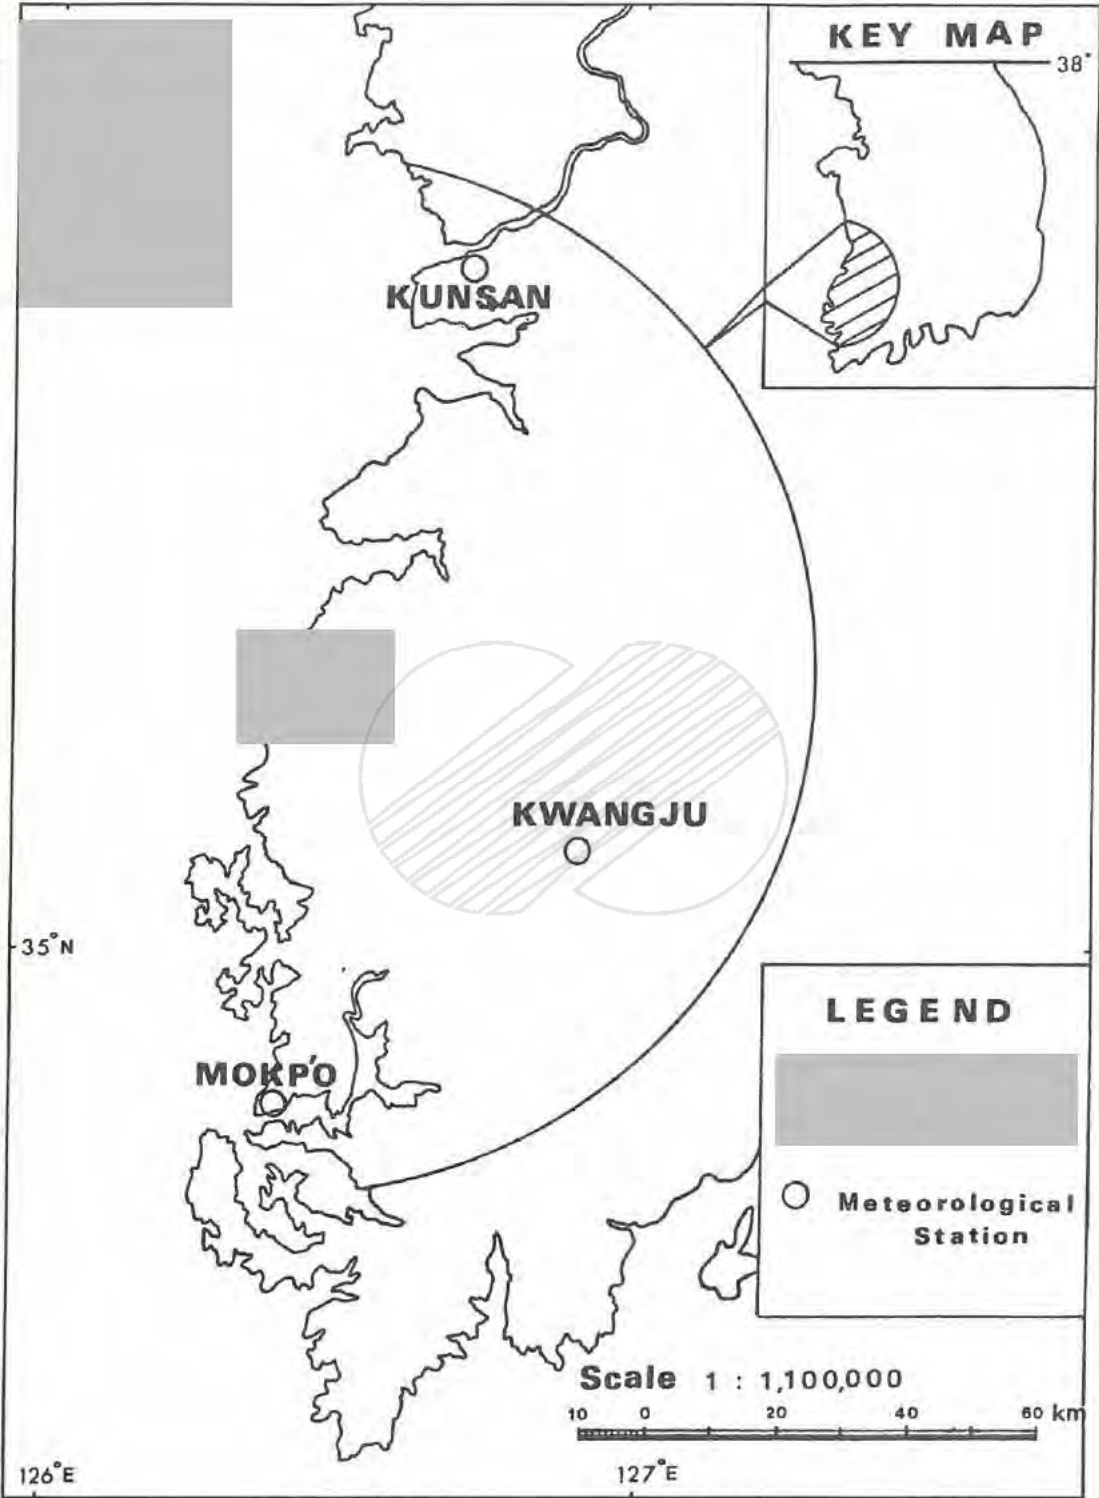 KEY MAP
38°
KUNSAN
KWANGJU
35°N
MOKP'O
LEGEND
Meteorological
Station
Scale 1 : 1,100,000
10 0 20 40 60 km
126°E 127°E